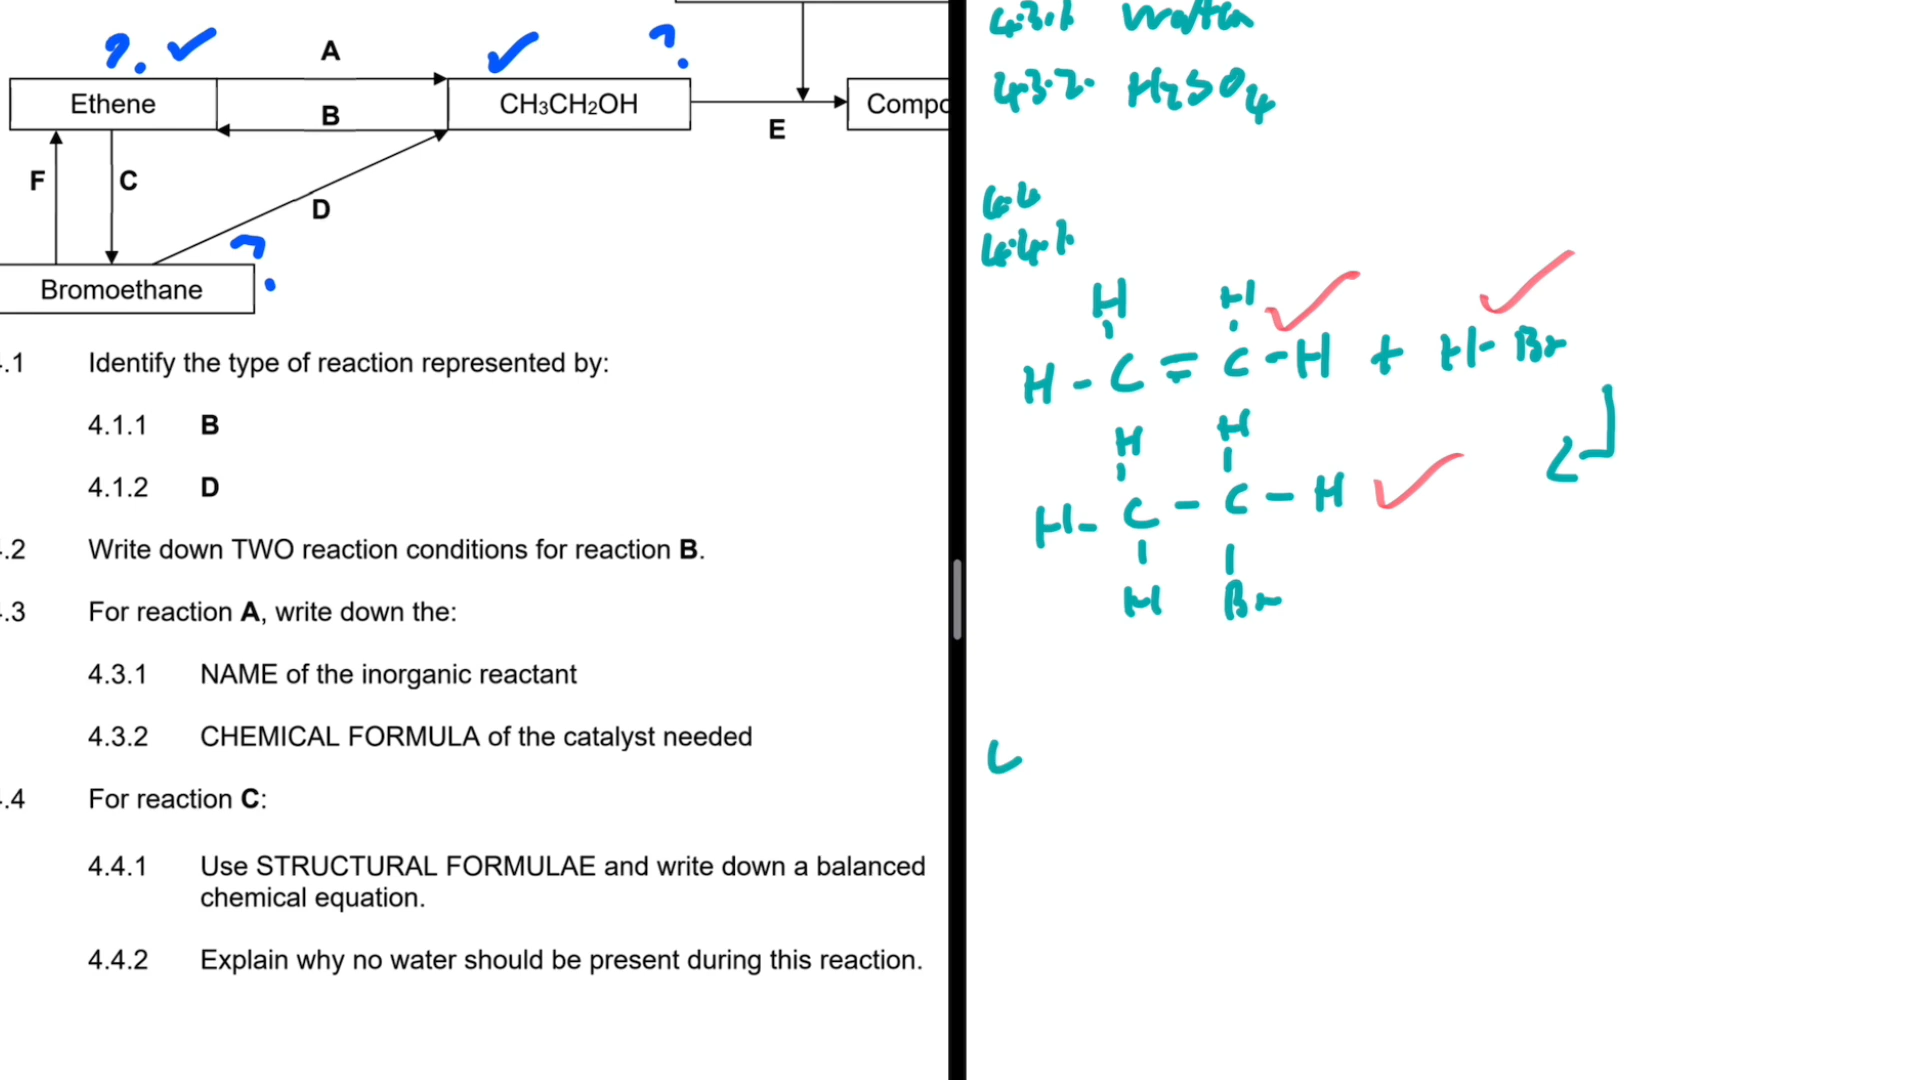 ?. ✓ A ✓ ?
Ethene B CH₃CH₂OH E Compo
F C D
Bromoethane ?
.1 Identify the type of reaction represented by:
4.1.1 B
4.1.2 D
.2 Write down TWO reaction conditions for reaction B.
.3 For reaction A, write down the:
4.3.1 NAME of the inorganic reactant
4.3.2 CHEMICAL FORMULA of the catalyst needed
.4 For reaction C:
4.4.1 Use STRUCTURAL FORMULAE and write down a balanced
chemical equation.
4.4.2 Explain why no water should be present during this reaction.
4.3.1 Water
4.3.2. H₂SO₄
4.4
4.4.1
H H
H - C = C - H + H - Br
H H
H - C - C - H
H Br